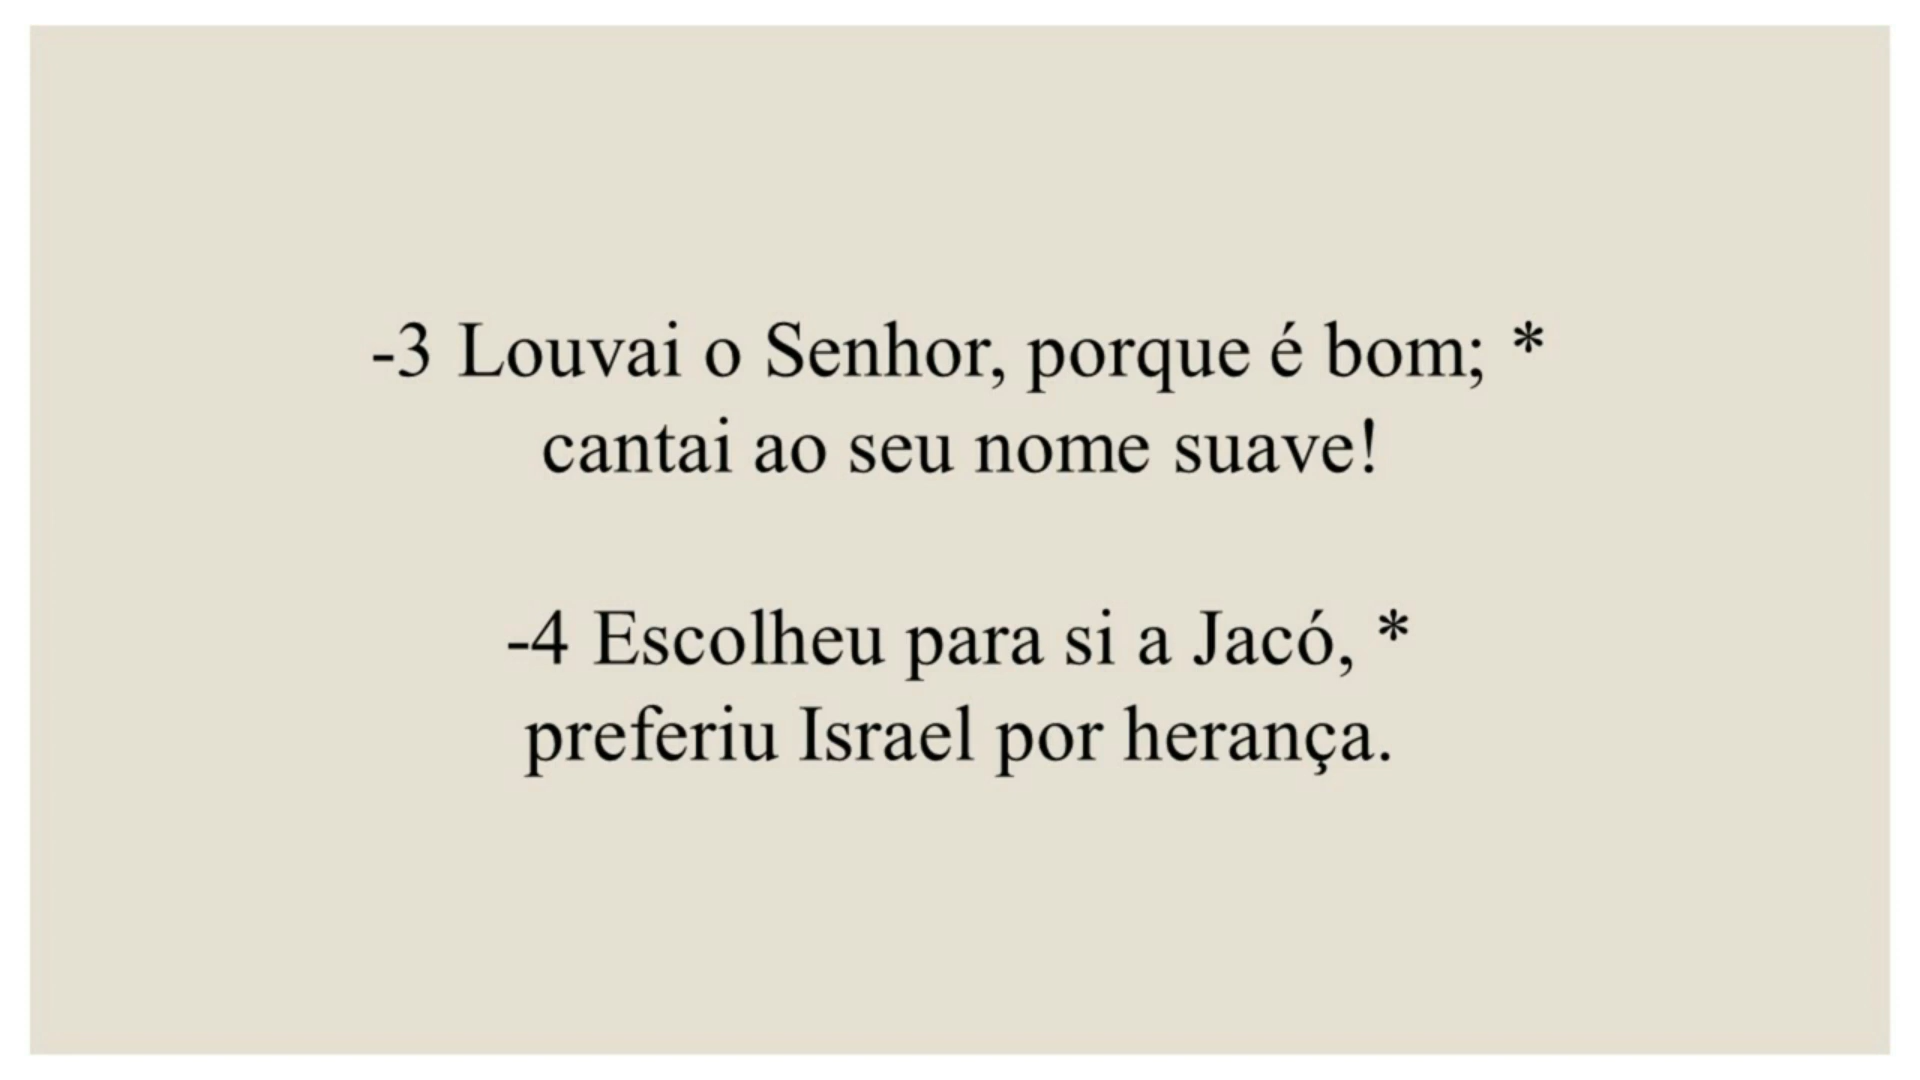 -3 Louvai o Senhor, porque é bom; *
cantai ao seu nome suave!
-4 Escolheu para si a Jacó, *
preferiu Israel por herança.